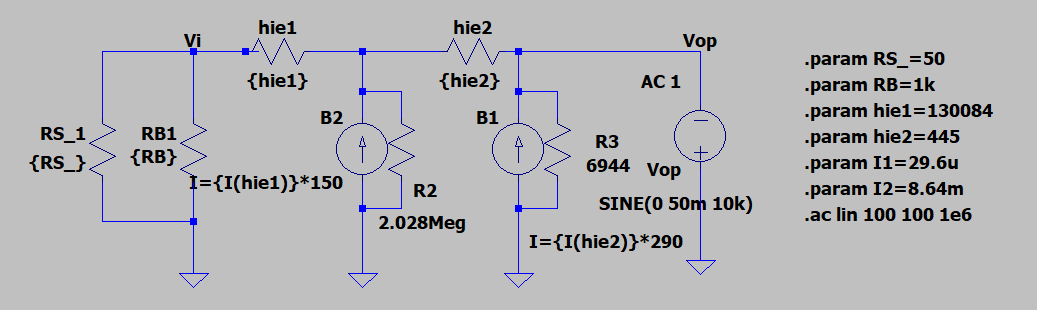 Vi
hie1
{hie1}
hie2
{hie2}
Vop
AC 1
RS_1
{RS_}
RB1
{RB}
B2
I={I(hie1)}*150
R2
2.028Meg
B1
R3
6944
I={I(hie2)}*290
Vop
SINE(0 50m 10k)
.param RS_=50
.param RB=1k
.param hie1=130084
.param hie2=445
.param I1=29.6u
.param I2=8.64m
.ac lin 100 100 1e6